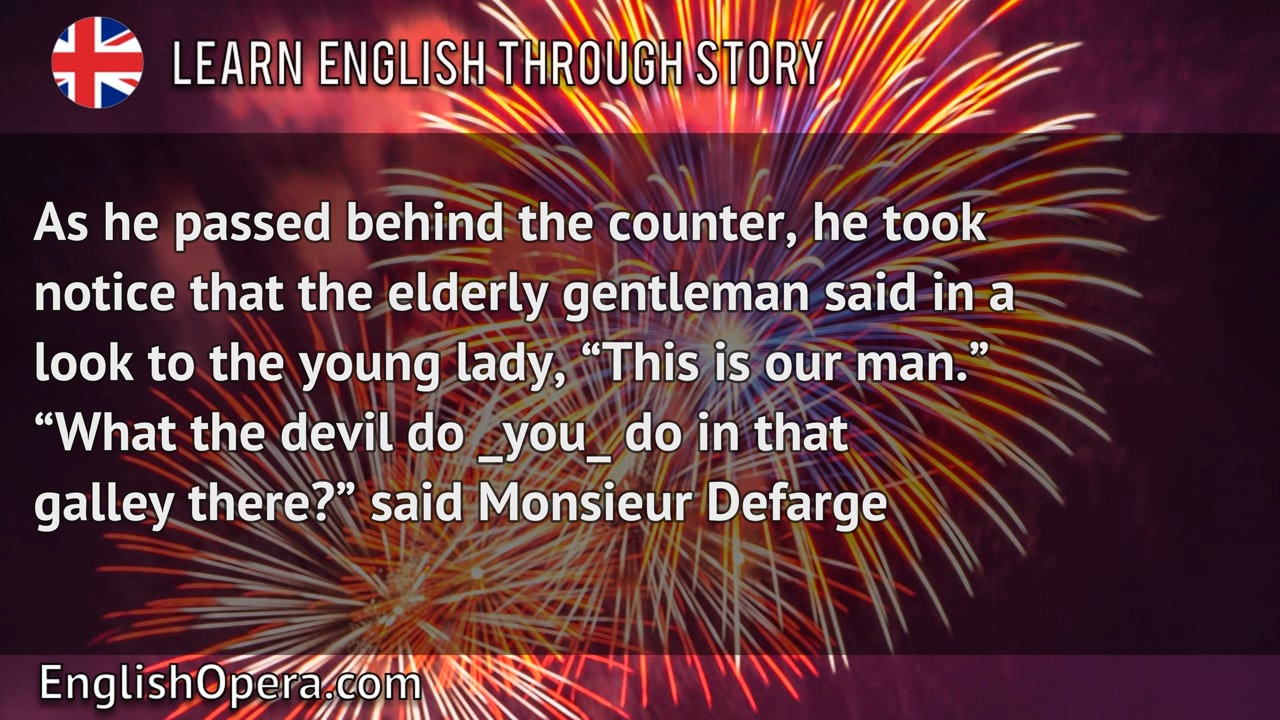 LEARN ENGLISH THROUGH STORY
As he passed behind the counter, he took
notice that the elderly gentleman said in a
look to the young lady, “This is our man.”
“What the devil do _you_ do in that
galley there?” said Monsieur Defarge
EnglishOpera.com